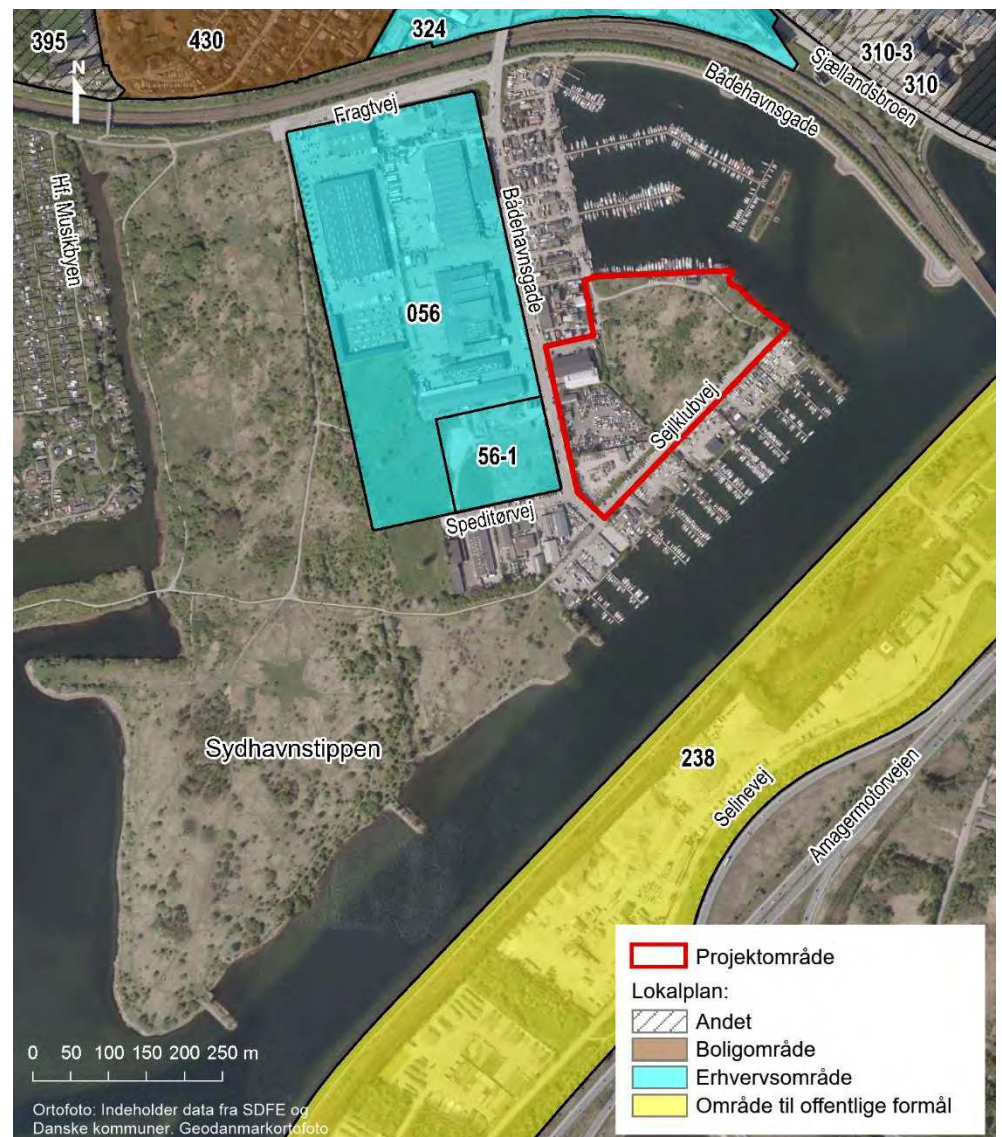 395
430
324
310-3
310
N
Fragtvej
Bådehavnsgade
Sjællandsbroen
Hf. Musikbyen
Bådehavnsgade
056
Sejlklubvej
56-1
Speditørvej
Sydhavnstippen
238
Selinevej
Amagermotorvejen
Projektområde
Lokalplan:
Andet
Boligområde
Erhvervsområde
Område til offentlige formål
0 50 100 150 200 250 m
Ortofoto: Indeholder data fra SDFE og
Danske kommuner. Geodanmarkortofoto